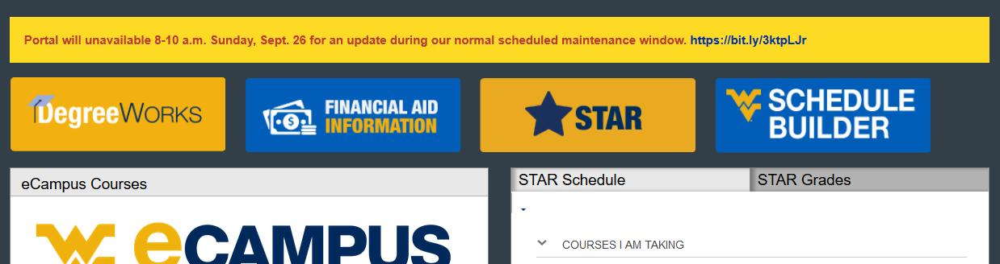 Portal will unavailable 8-10 a.m. Sunday, Sept. 26 for an update during our normal scheduled maintenance window. https://bit.ly/3ktpLJr
DegreeWorks
FINANCIAL AID
INFORMATION
STAR
SCHEDULE
BUILDER
eCampus Courses
STAR Schedule
STAR Grades
eCAMPUS
COURSES I AM TAKING